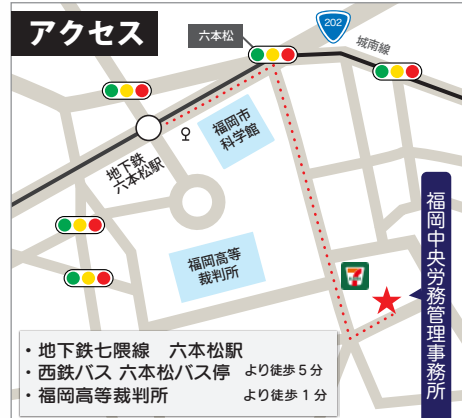 アクセス
六本松
202
城南線
福岡市
科学館
地下鉄
六本松駅
福岡高等
裁判所
福岡中央労務管理事務所
・地下鉄七隈線 六本松駅
・西鉄バス 六本松バス停 より徒歩5分
・福岡高等裁判所 より徒歩1分